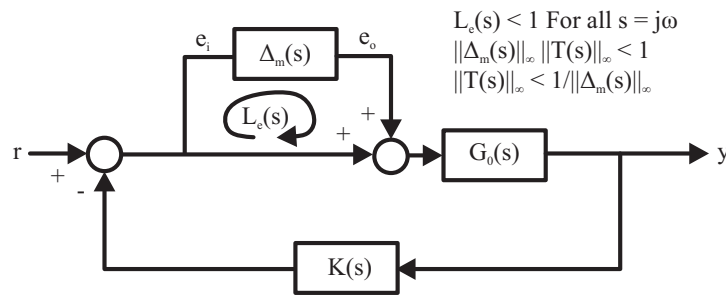 L_e(s) < 1 For all s = jω
||Δ_m(s)||_∞ ||T(s)||_∞ < 1
||T(s)||_∞ < 1/||Δ_m(s)||_∞
e_i
Δ_m(s)
e_o
L_e(s)
+
+
r
+
-
G_0(s)
y
K(s)